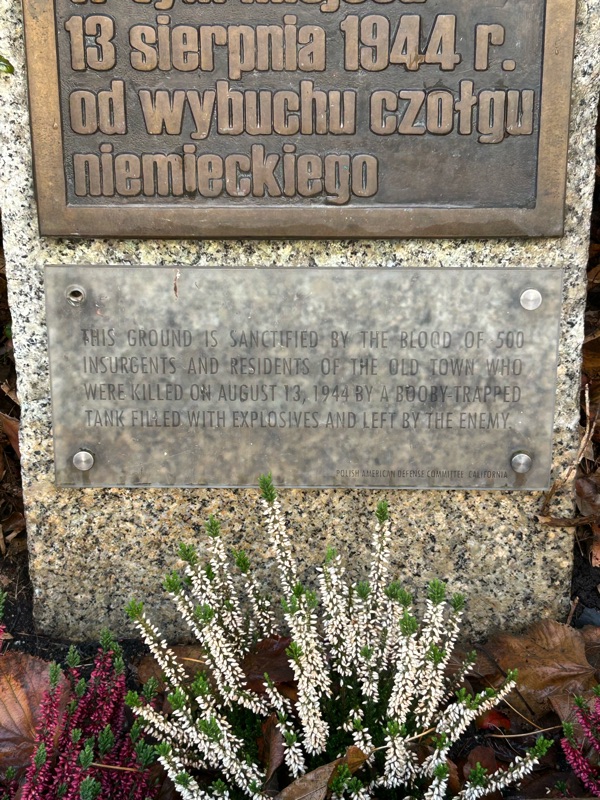 13 sierpnia 1944 r.
od wybuchu czołgu
niemieckiego
THIS GROUND IS SANCTIFIED BY THE BLOOD OF 500
INSURGENTS AND RESIDENTS OF THE OLD TOWN WHO
WERE KILLED ON AUGUST 13, 1944 BY A BOOBY-TRAPPED
TANK FILLED WITH EXPLOSIVES AND LEFT BY THE ENEMY.
POLISH AMERICAN DEFENSE COMMITTEE CALIFORNIA